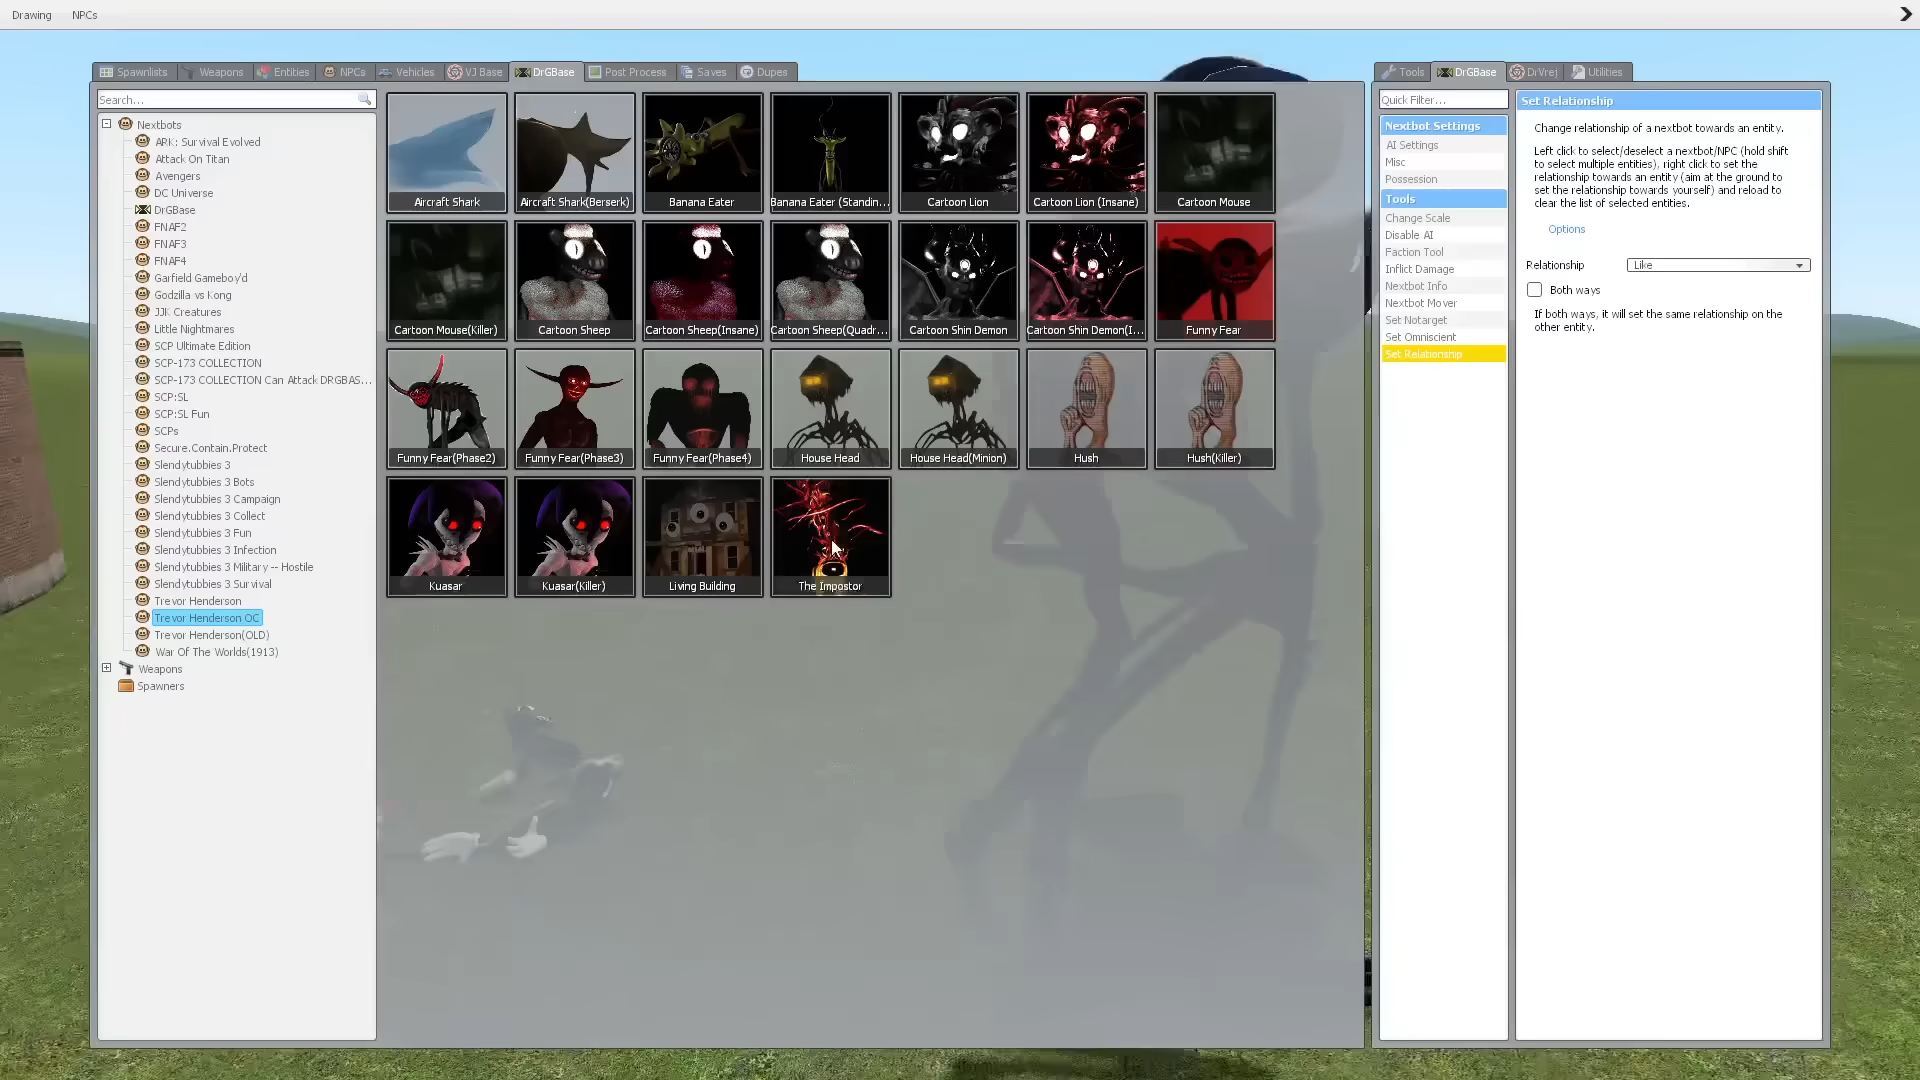 Drawing NPCs
Spawnlists Weapons Entities NPCs Vehicles VJ Base DrGBase Post Process Saves Dupes
Search...
Nextbots
ARK: Survival Evolved
Attack On Titan
Avengers
DC Universe
DrGBase
FNAF2
FNAF3
FNAF4
Garfield Gameboy'd
Godzilla vs Kong
JJK Creatures
Little Nightmares
SCP Ultimate Edition
SCP-173 COLLECTION
SCP-173 COLLECTION Can Attack DRGBAS...
SCP:SL
SCP:SL Fun
SCPs
Secure.Contain.Protect
Slendytubbies 3
Slendytubbies 3 Bots
Slendytubbies 3 Campaign
Slendytubbies 3 Collect
Slendytubbies 3 Fun
Slendytubbies 3 Infection
Slendytubbies 3 Military -- Hostile
Slendytubbies 3 Survival
Trevor Henderson
Trevor Henderson OC
Trevor Henderson(OLD)
War Of The Worlds(1913)
Weapons
Spawners
Aircraft Shark
Aircraft Shark(Berserk)
Banana Eater
Banana Eater (Standin...
Cartoon Lion
Cartoon Lion (Insane)
Cartoon Mouse
Cartoon Mouse(Killer)
Cartoon Sheep
Cartoon Sheep(Insane)
Cartoon Sheep(Quadr...
Cartoon Shin Demon
Cartoon Shin Demon(I...
Funny Fear
Funny Fear(Phase2)
Funny Fear(Phase3)
Funny Fear(Phase4)
House Head
House Head(Minion)
Hush
Hush(Killer)
Kuasar
Kuasar(Killer)
Living Building
The Impostor
Tools DrGBase DrVrej Utilities
Quick Filter...
Nextbot Settings
AI Settings
Misc
Possession
Tools
Change Scale
Disable AI
Faction Tool
Inflict Damage
Nextbot Info
Nextbot Mover
Set Notarget
Set Omniscient
Set Relationship
Set Relationship
Change relationship of a nextbot towards an entity.
Left click to select/deselect a nextbot/NPC (hold shift
to select multiple entities), right click to set the
relationship towards an entity (aim at the ground to
set the relationship towards yourself) and reload to
clear the list of selected entities.
Options
Relationship Like
Both ways
If both ways, it will set the same relationship on the
other entity.